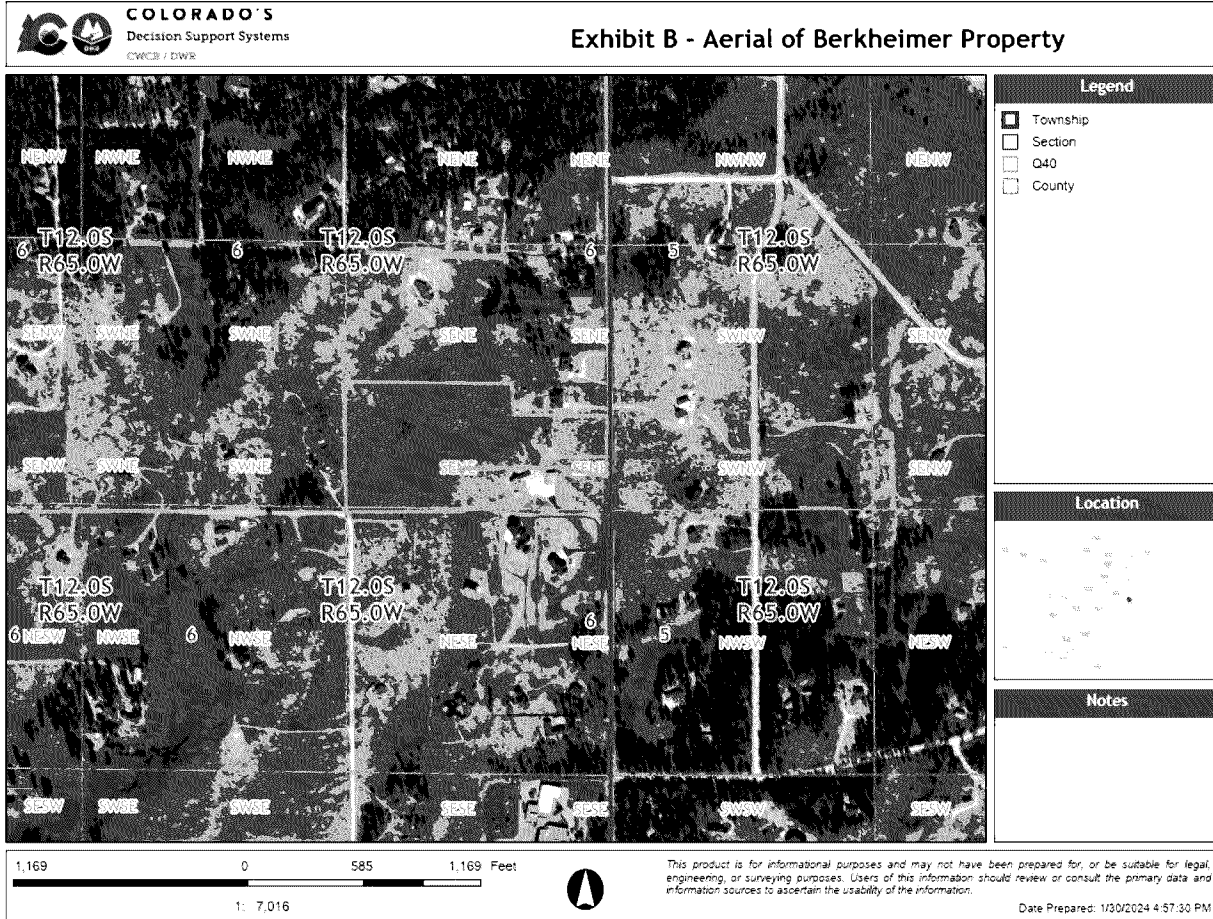 COLORADO'S
Decision Support Systems
CWCB / DWR
Exhibit B - Aerial of Berkheimer Property
NENW NWNE NWNE NENE NENE NWNW NENW
T12.0S T12.0S T12.0S
6 6 6 5
R65.0W R65.0W R65.0W
SENW SWNE SWNE SENE SENE SWNW SENW
SENW SWNE SWNE SENE SENE SWNW SENW
T12.0S T12.0S T12.0S
R65.0W R65.0W R65.0W
6 6 6 5
NESW NWSE NWSE NESE NESE NWSW NESW
SESW SWSE SWSE SESE SESE SWSW SESW
Legend
Township
Section
Q40
County
Location
Notes
1,169 0 585 1,169 Feet
1: 7,016
This product is for informational purposes and may not have been prepared for, or be suitable for legal,
engineering, or surveying purposes. Users of this information should review or consult the primary data and
information sources to ascertain the usability of the information.
Date Prepared: 1/30/2024 4:57:30 PM